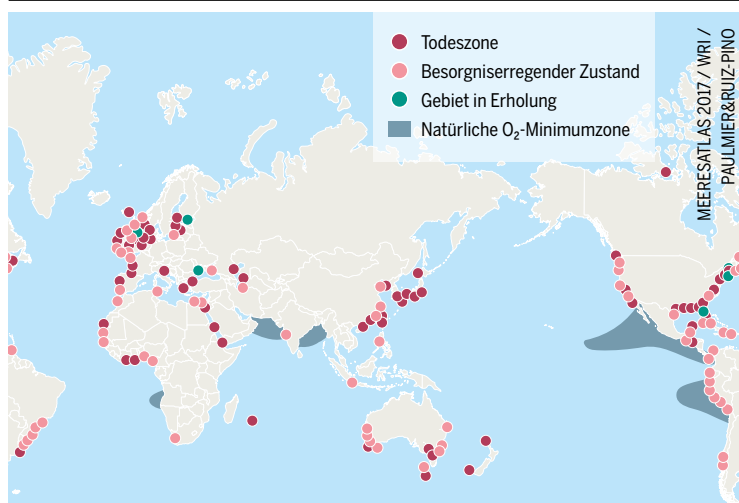 Todeszone
Besorgniserregender Zustand
Gebiet in Erholung
Natürliche O₂-Minimumzone
MEERESATLAS 2017 / WRI /
PAULMIER&RUIZ-PINO